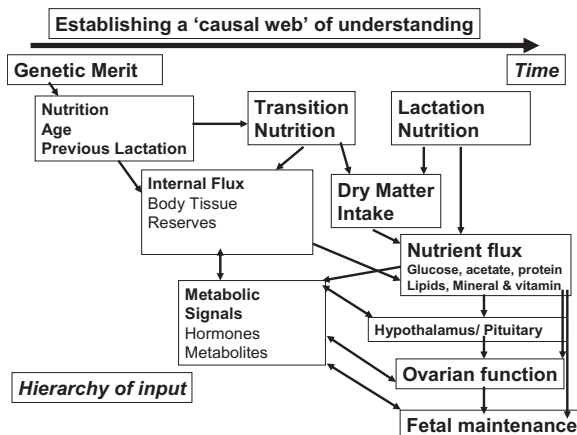 Establishing a ‘causal web’ of understanding
Genetic Merit
Time
Nutrition
Age
Previous Lactation
Transition
Nutrition
Lactation
Nutrition
Internal Flux
Body Tissue
Reserves
Dry Matter
Intake
Nutrient flux
Glucose, acetate, protein
Lipids, Mineral & vitamin
Metabolic
Signals
Hormones
Metabolites
Hypothalamus/ Pituitary
Ovarian function
Hierarchy of input
Fetal maintenance